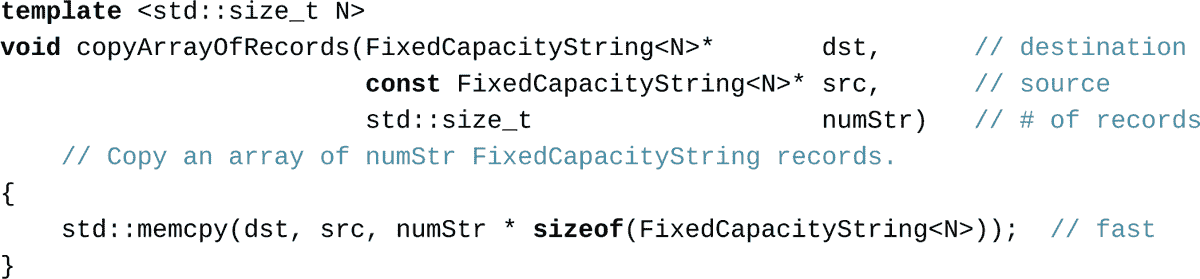 template <std::size_t N>
void copyArrayOfRecords(FixedCapacityString<N>*       dst,      // destination
                        const FixedCapacityString<N>* src,      // source
                        std::size_t                   numStr)   // # of records
    // Copy an array of numStr FixedCapacityString records.
{
    std::memcpy(dst, src, numStr * sizeof(FixedCapacityString<N>));  // fast
}